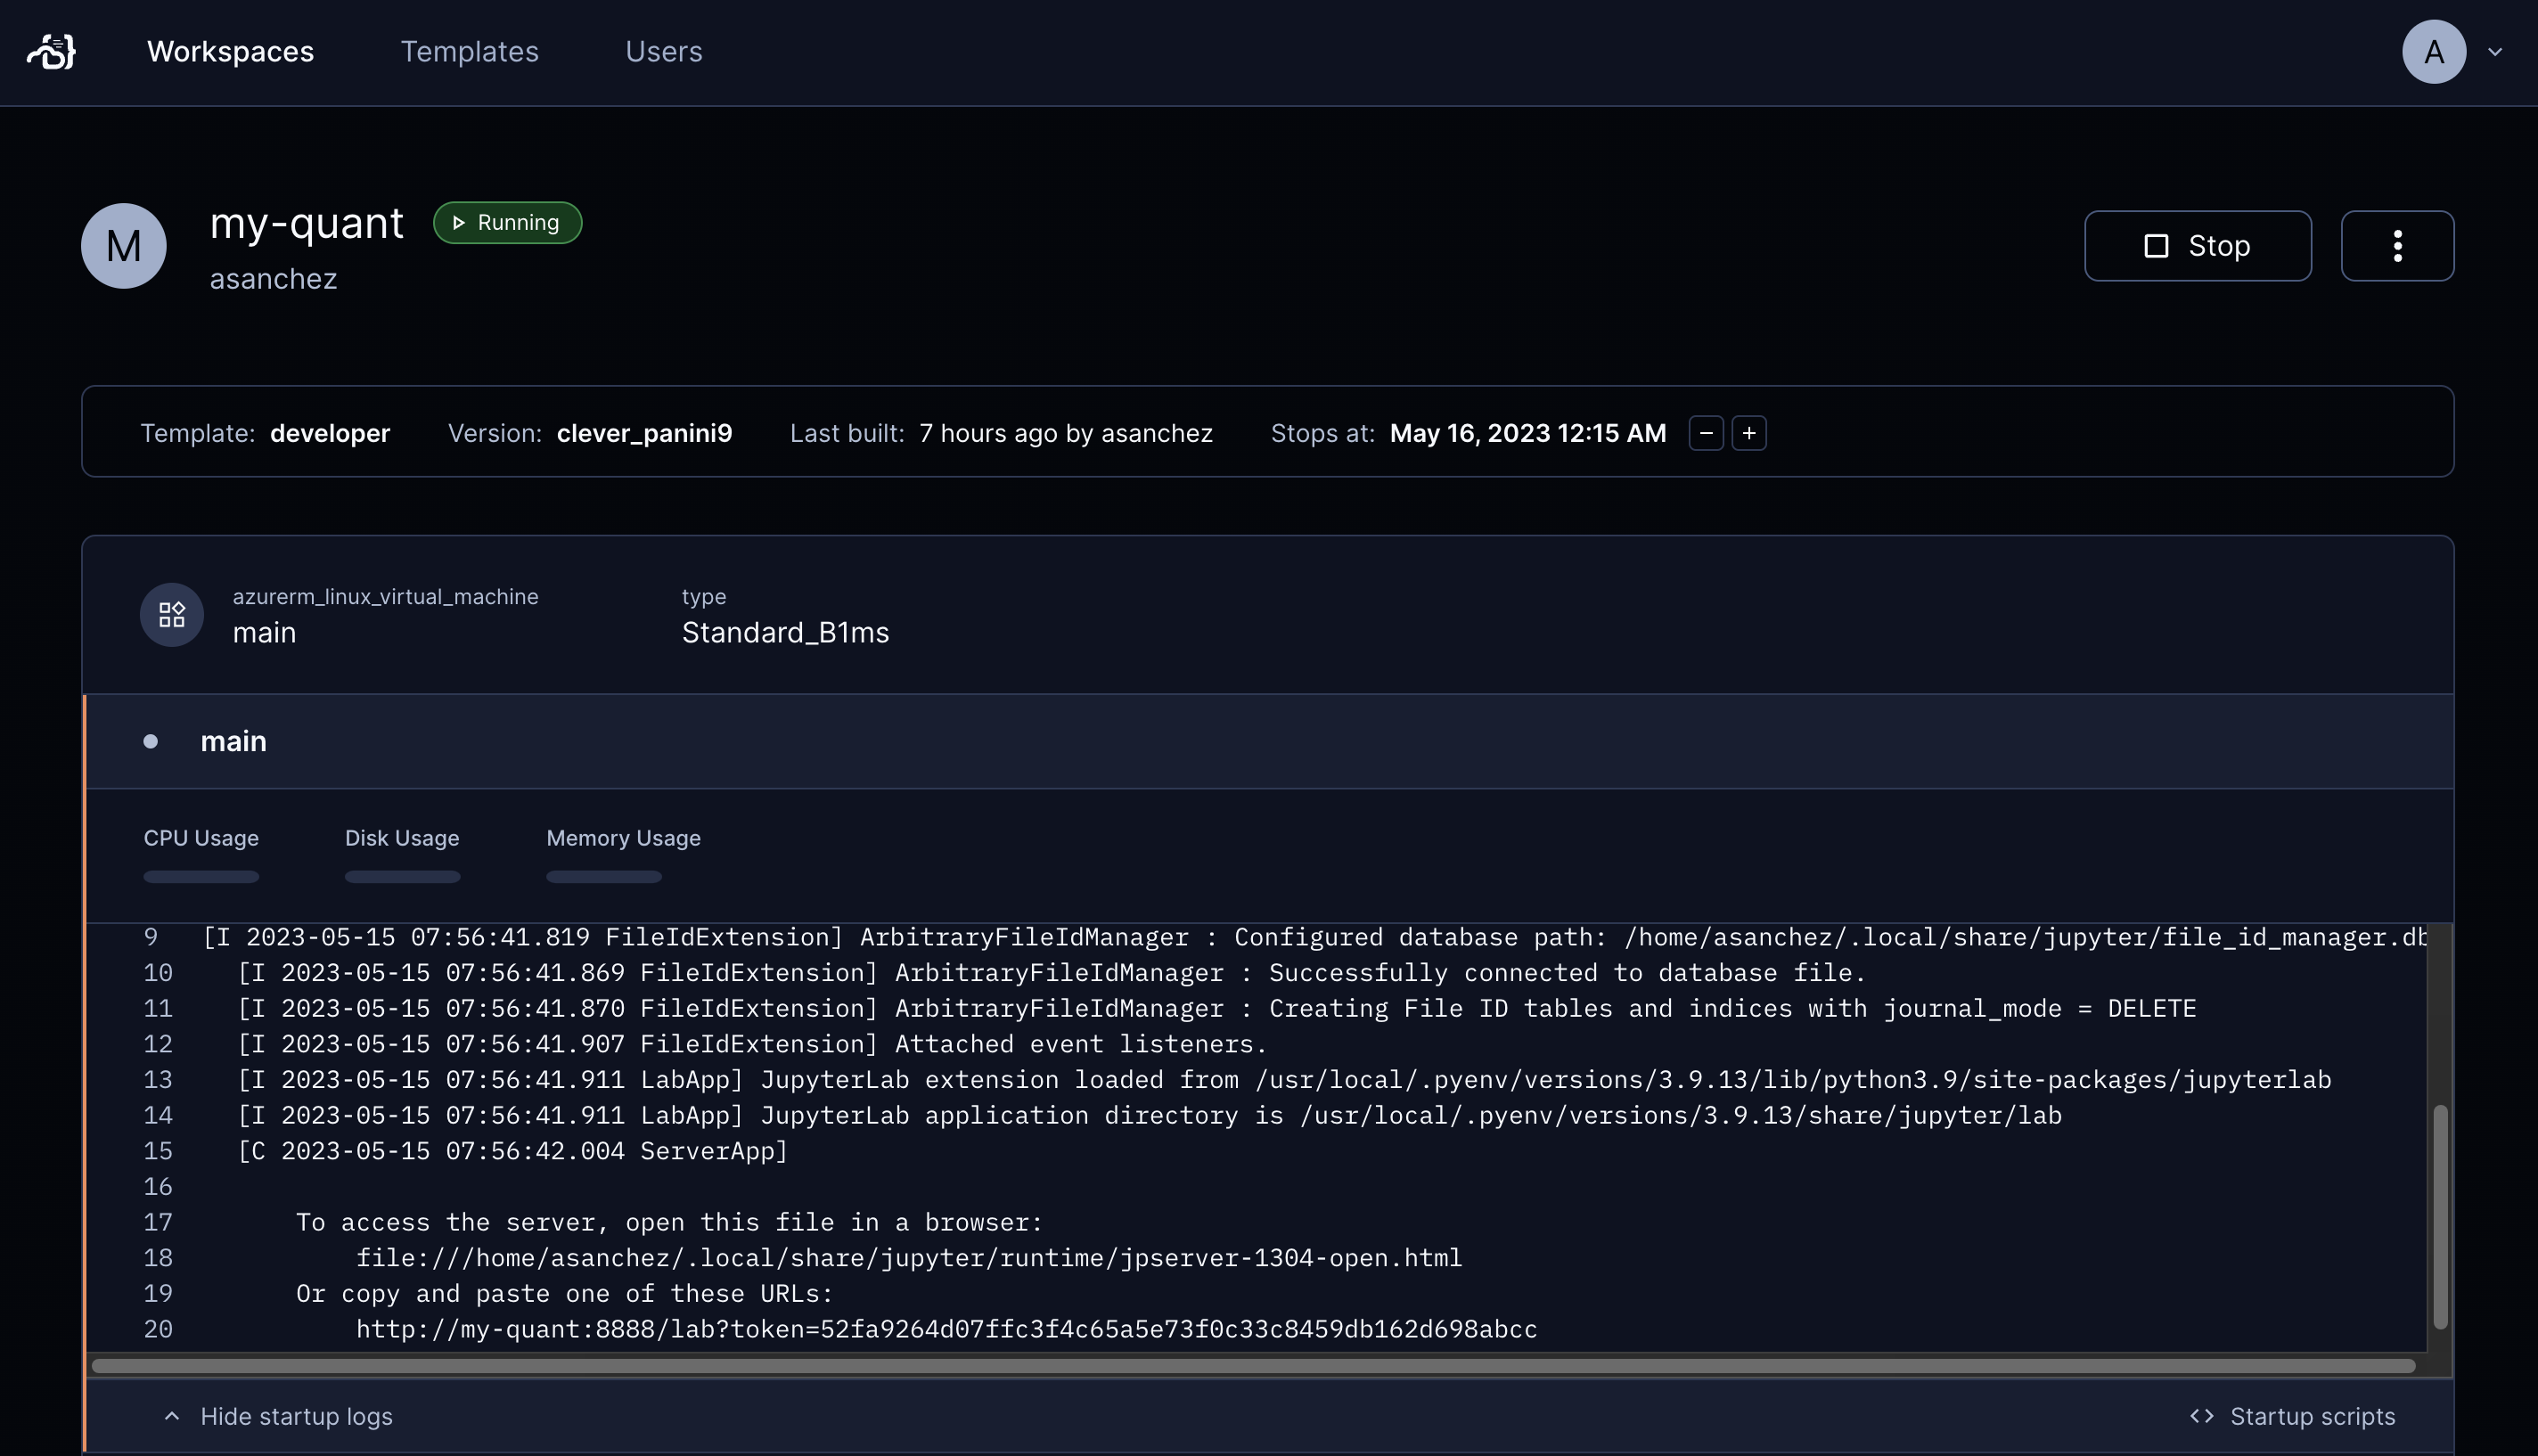 Workspaces Templates Users A
M
my-quant Running
asanchez
Stop
Template: developer Version: clever_panini9 Last built: 7 hours ago by asanchez Stops at: May 16, 2023 12:15 AM − +
azurerm_linux_virtual_machine type
main Standard_B1ms
main
CPU Usage Disk Usage Memory Usage
9 [I 2023-05-15 07:56:41.819 FileIdExtension] ArbitraryFileIdManager : Configured database path: /home/asanchez/.local/share/jupyter/file_id_manager.db
10 [I 2023-05-15 07:56:41.869 FileIdExtension] ArbitraryFileIdManager : Successfully connected to database file.
11 [I 2023-05-15 07:56:41.870 FileIdExtension] ArbitraryFileIdManager : Creating File ID tables and indices with journal_mode = DELETE
12 [I 2023-05-15 07:56:41.907 FileIdExtension] Attached event listeners.
13 [I 2023-05-15 07:56:41.911 LabApp] JupyterLab extension loaded from /usr/local/.pyenv/versions/3.9.13/lib/python3.9/site-packages/jupyterlab
14 [I 2023-05-15 07:56:41.911 LabApp] JupyterLab application directory is /usr/local/.pyenv/versions/3.9.13/share/jupyter/lab
15 [C 2023-05-15 07:56:42.004 ServerApp]
16
17 To access the server, open this file in a browser:
18 file:///home/asanchez/.local/share/jupyter/runtime/jpserver-1304-open.html
19 Or copy and paste one of these URLs:
20 http://my-quant:8888/lab?token=52fa9264d07ffc3f4c65a5e73f0c33c8459db162d698abcc
Hide startup logs <> Startup scripts